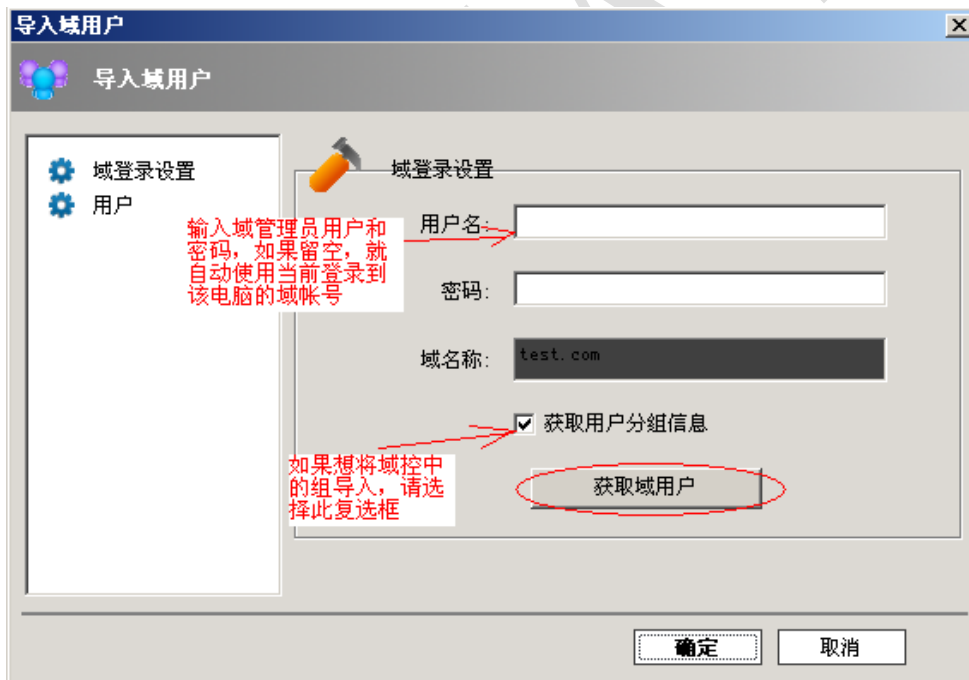 导入域用户
导入域用户
域登录设置
用户
域登录设置
用户名:
输入域管理员用户和
密码，如果留空，就
自动使用当前登录到
该电脑的域帐号
密码:
域名称:
test.com
获取用户分组信息
如果想将域控中
的组导入，请选
择此复选框
获取域用户
确定
取消